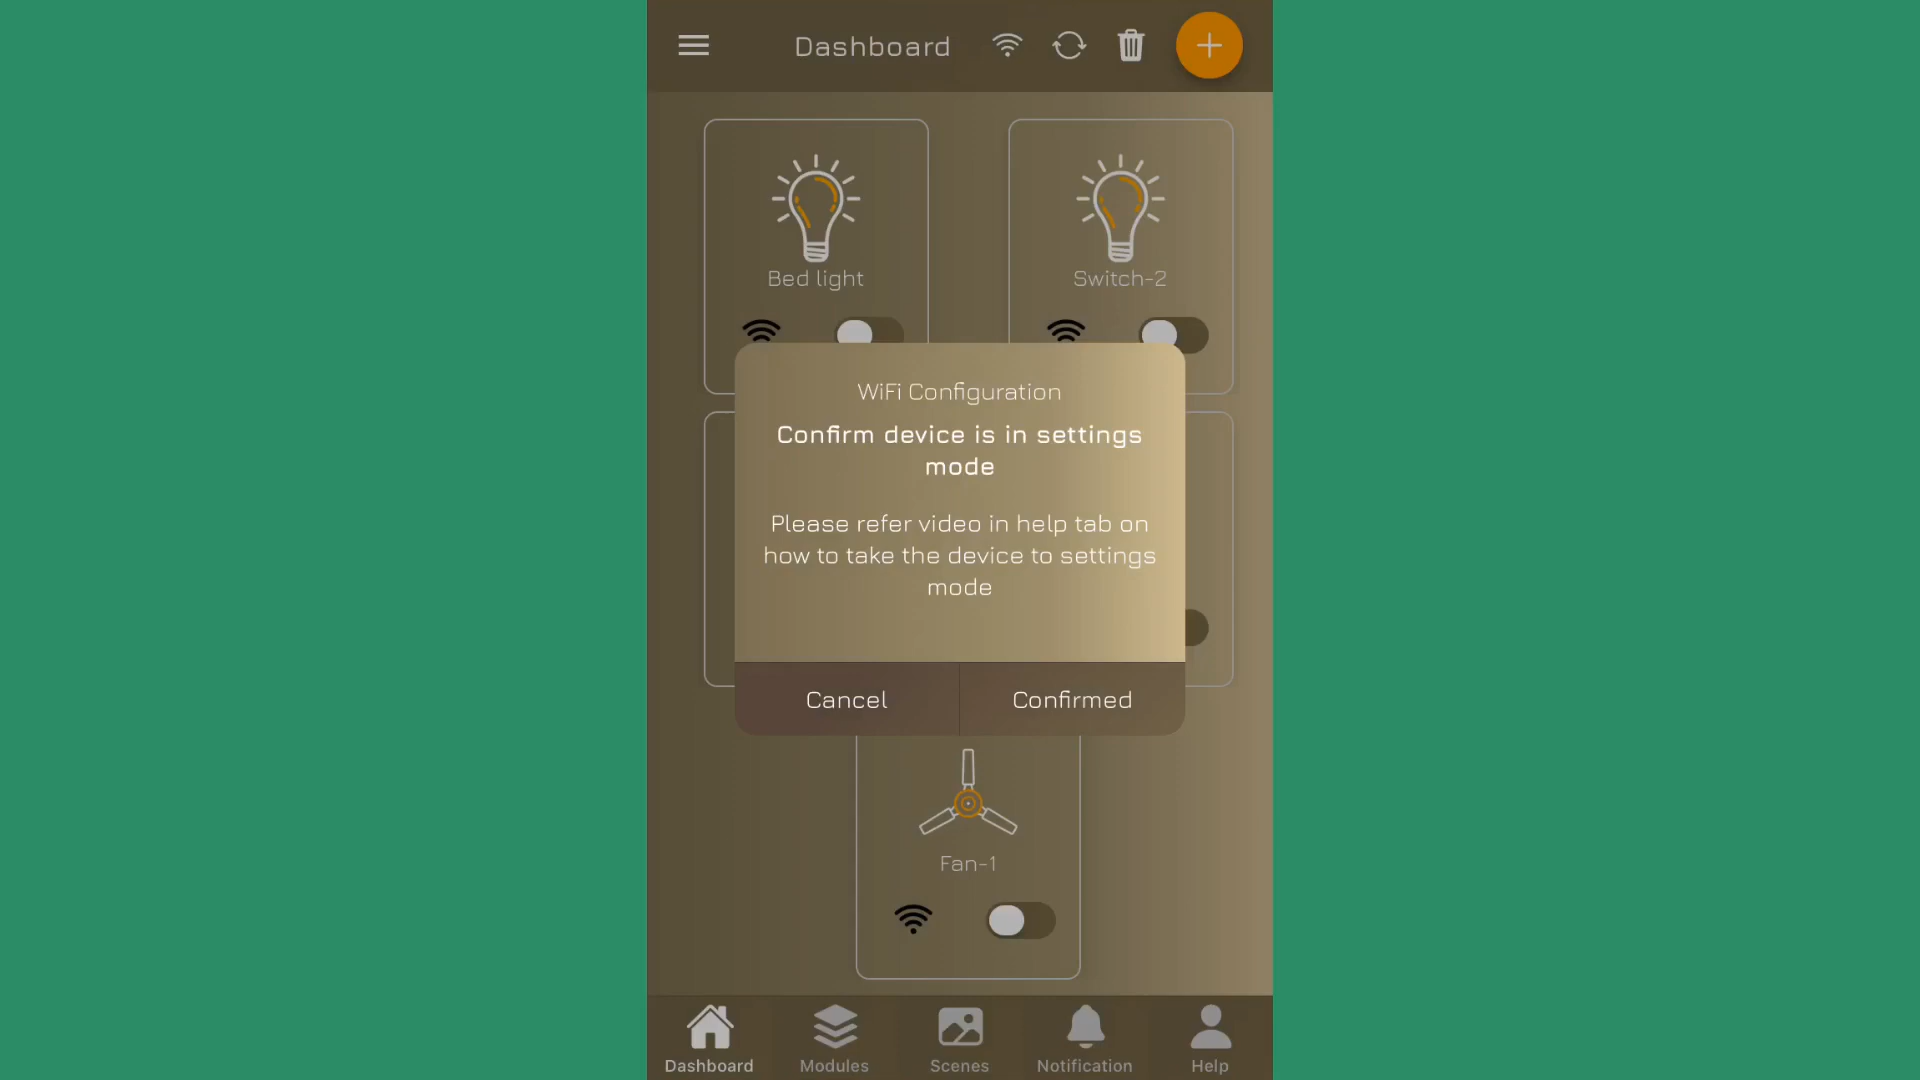 Dashboard
Bed light
Switch-2
WiFi Configuration
Confirm device is in settings
mode
Please refer video in help tab on
how to take the device to settings
mode
Cancel
Confirmed
Fan-1
Dashboard
Modules
Scenes
Notification
Help